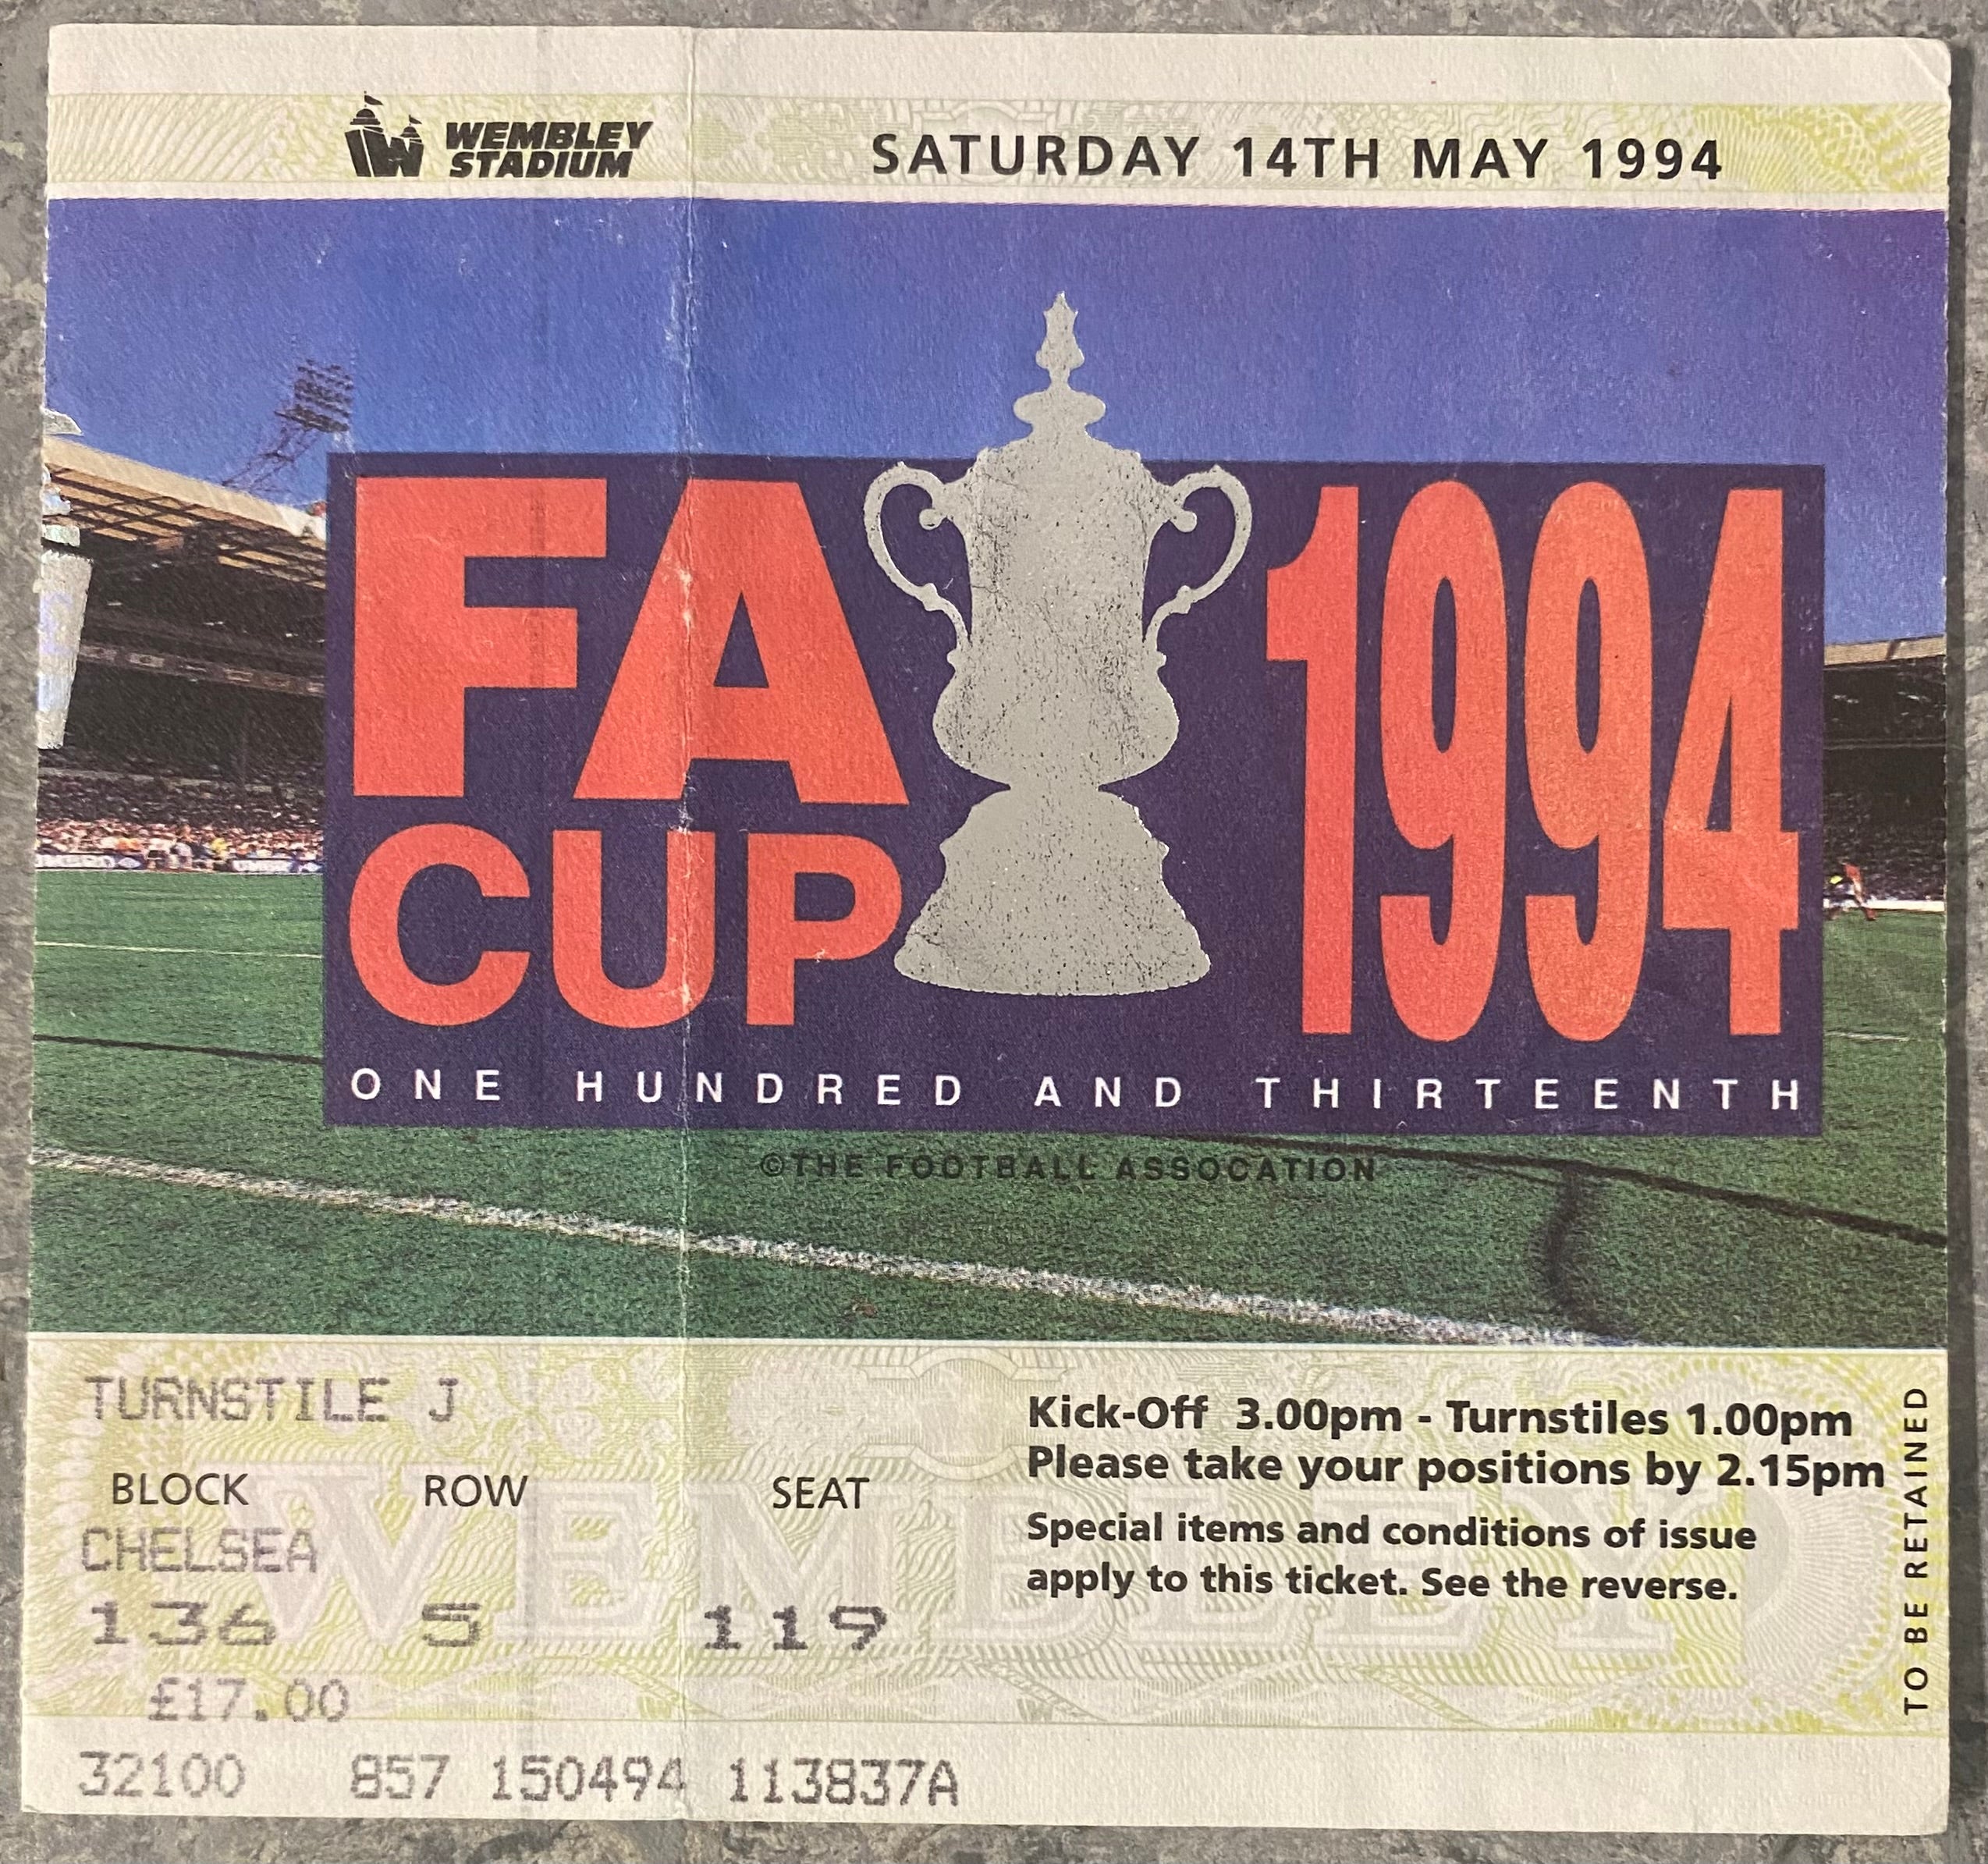 WEMBLEY
STADIUM
SATURDAY 14TH MAY 1994
FA
CUP
1994
ONE HUNDRED AND THIRTEENTH
©THE FOOTBALL ASSOCATION
TURNSTILE J
BLOCK ROW SEAT
CHELSEA
136 5 119
£17.00
32100 857 150494 113837A
Kick-Off 3.00pm - Turnstiles 1.00pm
Please take your positions by 2.15pm
Special items and conditions of issue
apply to this ticket. See the reverse.
TO BE RETAINED
WEMBLEY